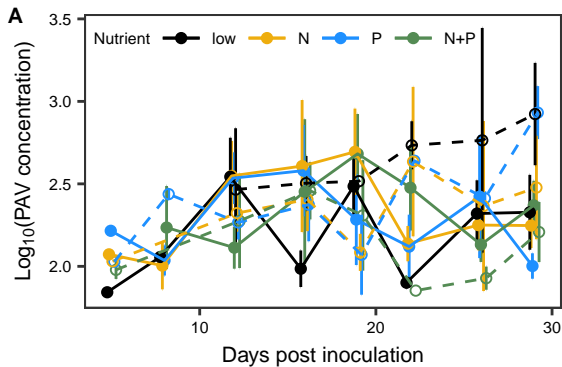 A
Nutrient low N P N+P
3.5
3.0
2.5
2.0
Log₁₀(PAV concentration)
10 20 30
Days post inoculation